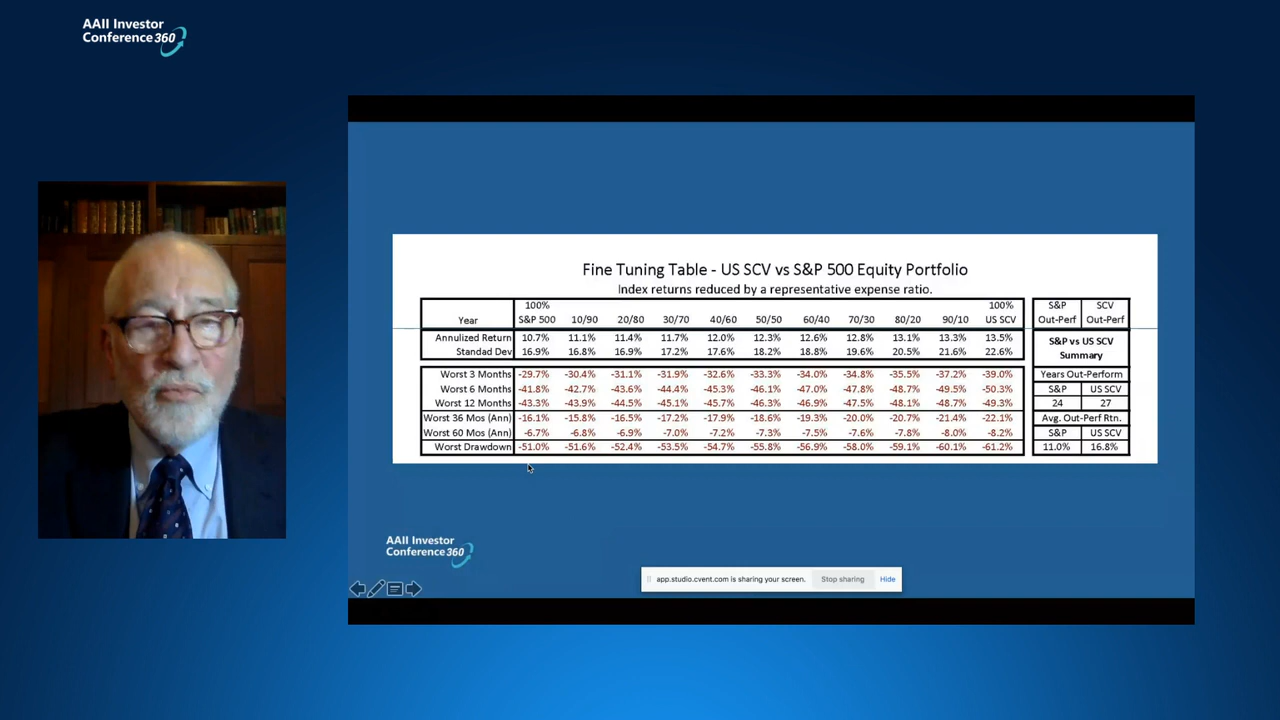 AAII Investor
Conference 360
Fine Tuning Table - US SCV vs S&P 500 Equity Portfolio
Index returns reduced by a representative expense ratio.
100% 100% S&P SCV
Year S&P 500 10/90 20/80 30/70 40/60 50/50 60/40 70/30 80/20 90/10 US SCV Out-Perf Out-Perf
Annulized Return 10.7% 11.1% 11.4% 11.7% 12.0% 12.3% 12.6% 12.8% 13.1% 13.3% 13.5% S&P vs US SCV
Standad Dev 16.9% 16.8% 16.9% 17.2% 17.6% 18.2% 18.8% 19.6% 20.5% 21.6% 22.6% Summary
Worst 3 Months -29.7% -30.4% -31.1% -31.9% -32.6% -33.3% -34.0% -34.8% -35.5% -37.2% -39.0% Years Out-Perform
Worst 6 Months -41.8% -42.7% -43.6% -44.4% -45.3% -46.1% -47.0% -47.8% -48.7% -49.5% -50.3% S&P US SCV
Worst 12 Months -43.3% -43.9% -44.5% -45.1% -45.7% -46.3% -46.9% -47.5% -48.1% -48.7% -49.3% 24 27
Worst 36 Mos (Ann) -16.1% -15.8% -16.5% -17.2% -17.9% -18.6% -19.3% -20.0% -20.7% -21.4% -22.1% Avg. Out-Perf Rtn.
Worst 60 Mos (Ann) -6.7% -6.8% -6.9% -7.0% -7.2% -7.3% -7.5% -7.6% -7.8% -8.0% -8.2% S&P US SCV
Worst Drawdown -51.0% -51.6% -52.4% -53.5% -54.7% -55.8% -56.9% -58.0% -59.1% -60.1% -61.2% 11.0% 16.8%
AAII Investor
Conference 360
app.studio.cvent.com is sharing your screen. Stop sharing Hide